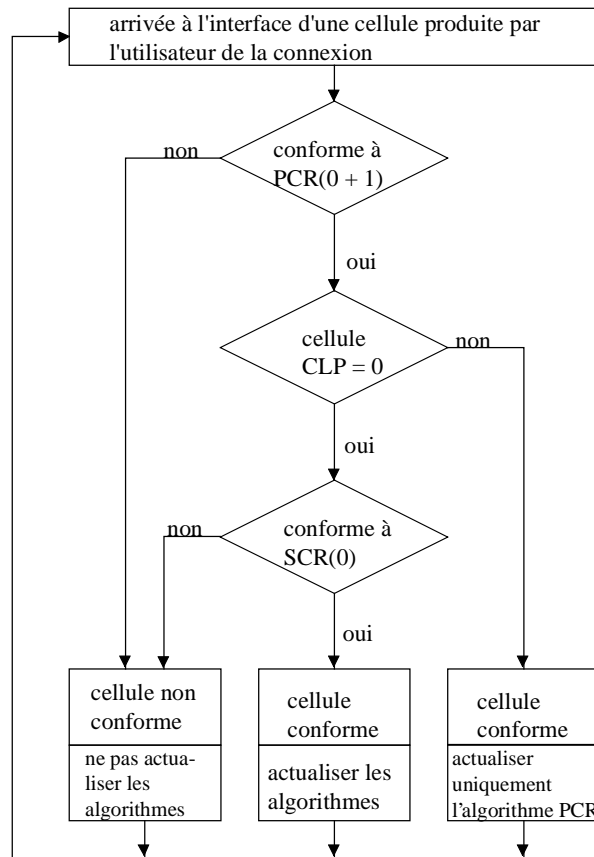 arrivée à l'interface d'une cellule produite par
l'utilisateur de la connexion
non
conforme à
PCR(0 + 1)
oui
cellule
CLP = 0
non
oui
non
conforme à
SCR(0)
oui
cellule non
conforme
ne pas actua-
liser les
algorithmes
cellule
conforme
actualiser les
algorithmes
cellule
conforme
actualiser
uniquement
l’algorithme PCR